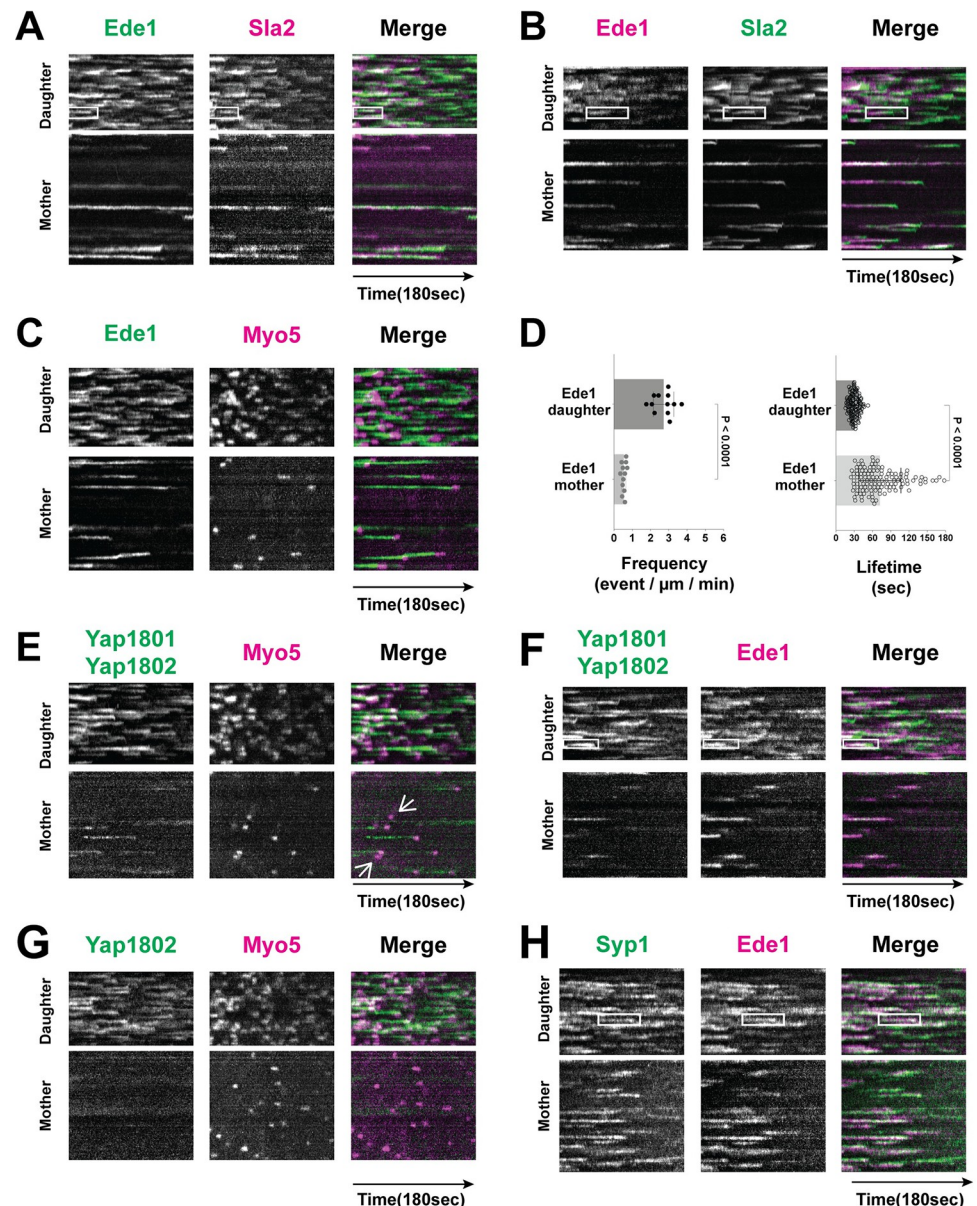 A
Ede1 Sla2 Merge
Daughter
Mother
Time(180sec)
B
Ede1 Sla2 Merge
Daughter
Mother
Time(180sec)
C
Ede1 Myo5 Merge
Daughter
Mother
Time(180sec)
D
Ede1
daughter
Ede1
mother
P < 0.0001
0 1 2 3 4 5 6
Frequency
(event / µm / min)
Ede1
daughter
Ede1
mother
P < 0.0001
0 30 60 90 120 150 180
Lifetime
(sec)
E
Yap1801
Yap1802 Myo5 Merge
Daughter
Mother
Time(180sec)
F
Yap1801
Yap1802 Ede1 Merge
Daughter
Mother
Time(180sec)
G
Yap1802 Myo5 Merge
Daughter
Mother
Time(180sec)
H
Syp1 Ede1 Merge
Daughter
Mother
Time(180sec)